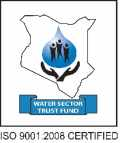 WATER SECTOR
TRUST FUND
ISO 9001:2008 CERTIFIED